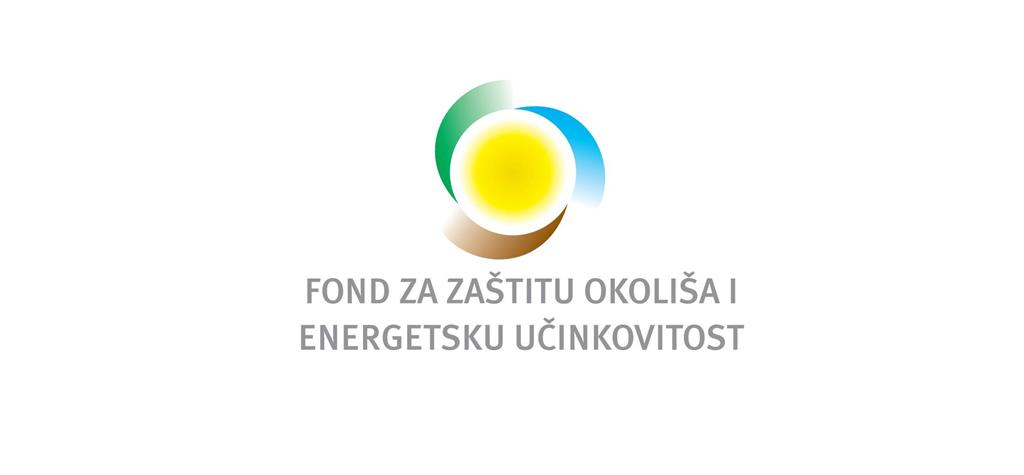 FOND ZA ZAŠTITU OKOLIŠA I
ENERGETSKU UČINKOVITOST